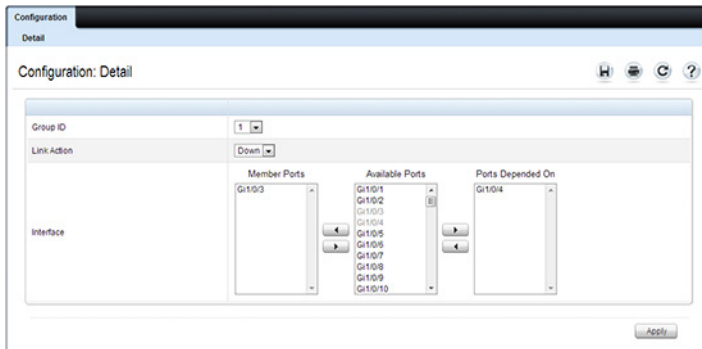 Configuration
Detail
Configuration: Detail
Group ID
1
Link Action
Down
Interface
Member Ports
Gi1/0/3
Available Ports
Gi1/0/1
Gi1/0/2
Gi1/0/3
Gi1/0/4
Gi1/0/5
Gi1/0/6
Gi1/0/7
Gi1/0/8
Gi1/0/9
Gi1/0/10
Ports Depended On
Gi1/0/4
Apply